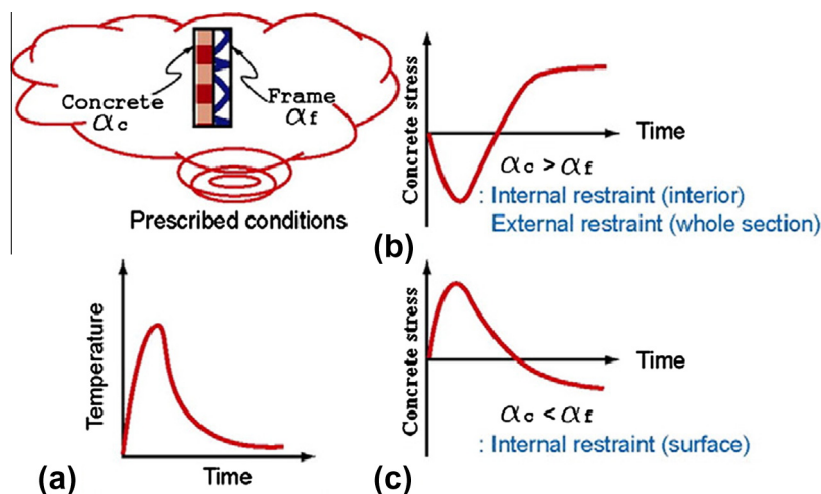 Concrete
αc
Frame
αf
Prescribed conditions
Concrete stress
Time
αc > αf
: Internal restraint (interior)
External restraint (whole section)
(b)
Temperature
Time
(a)
Concrete stress
Time
αc < αf
: Internal restraint (surface)
(c)